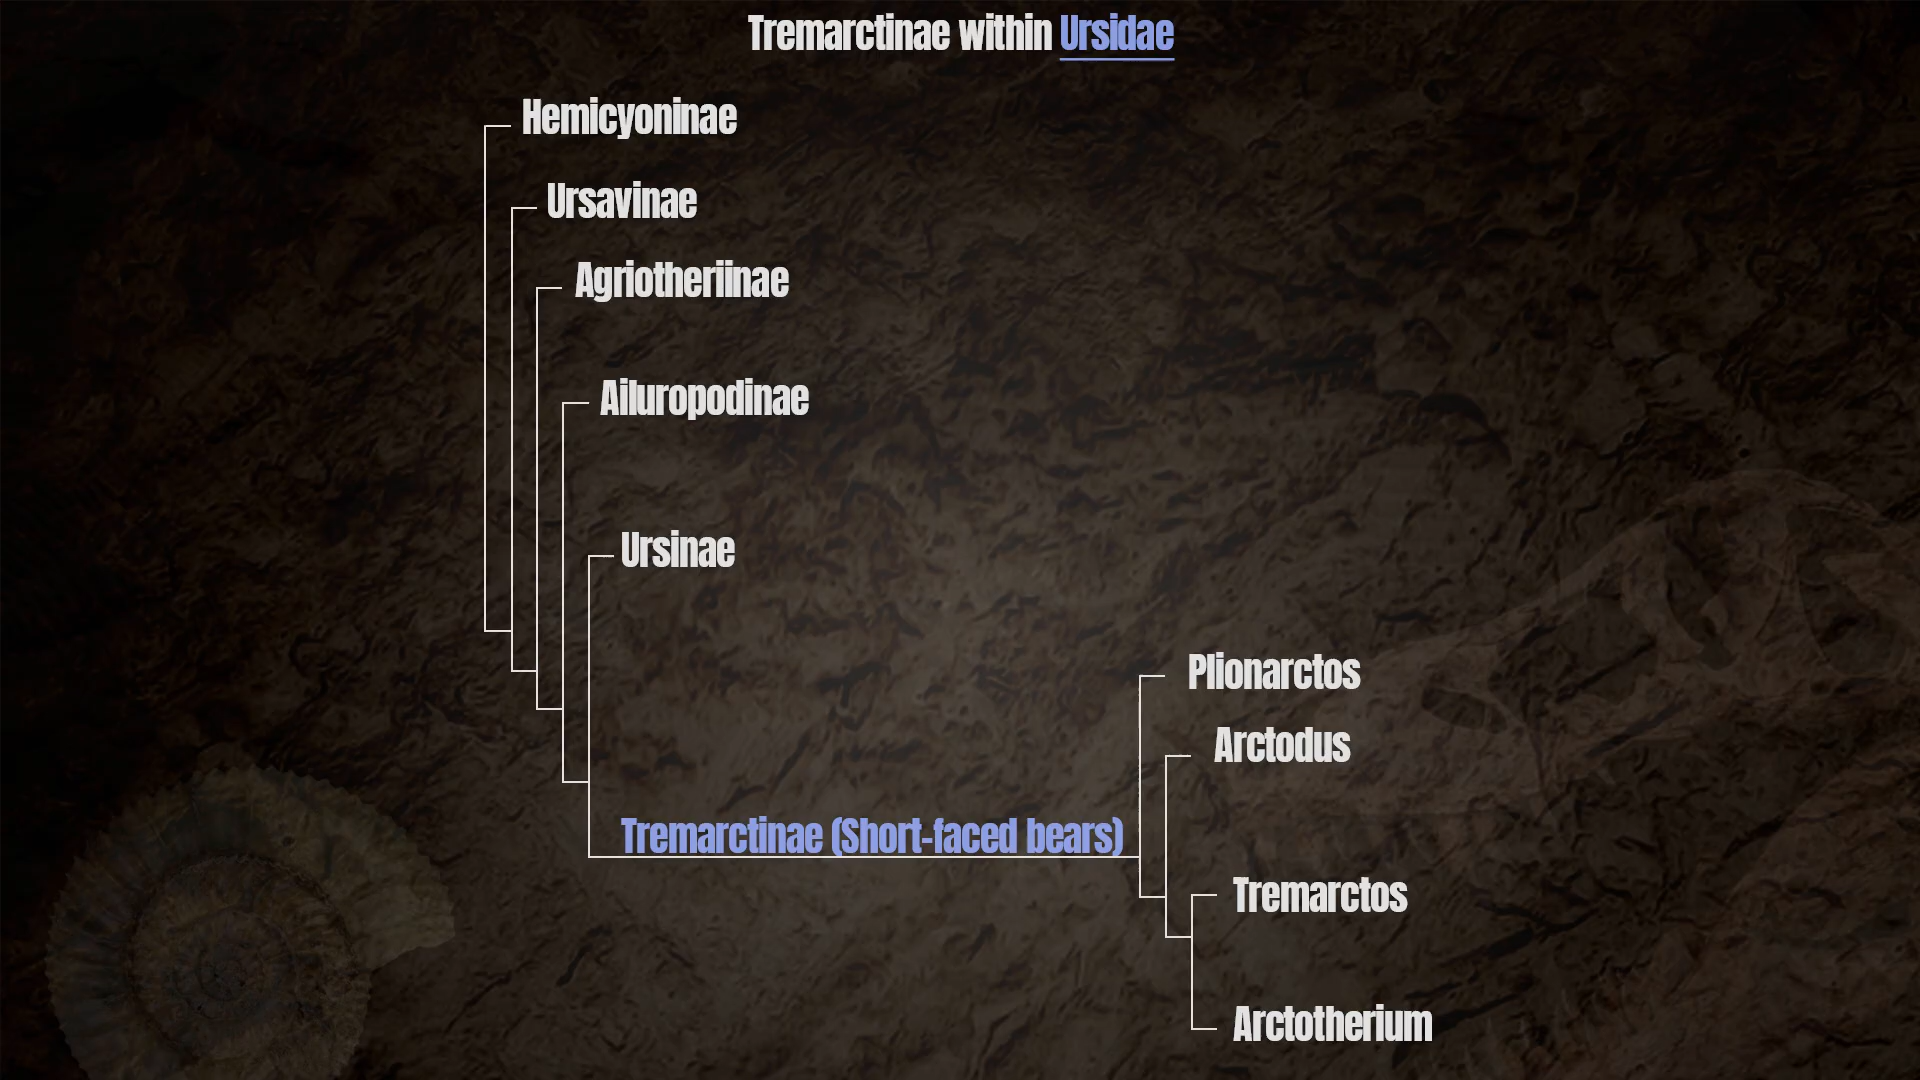 Tremarctinae within Ursidae
Hemicyoninae
Ursavinae
Agriotheriinae
Ailuropodinae
Ursinae
Plionarctos
Arctodus
Tremarctinae (Short-faced bears)
Tremarctos
Arctotherium